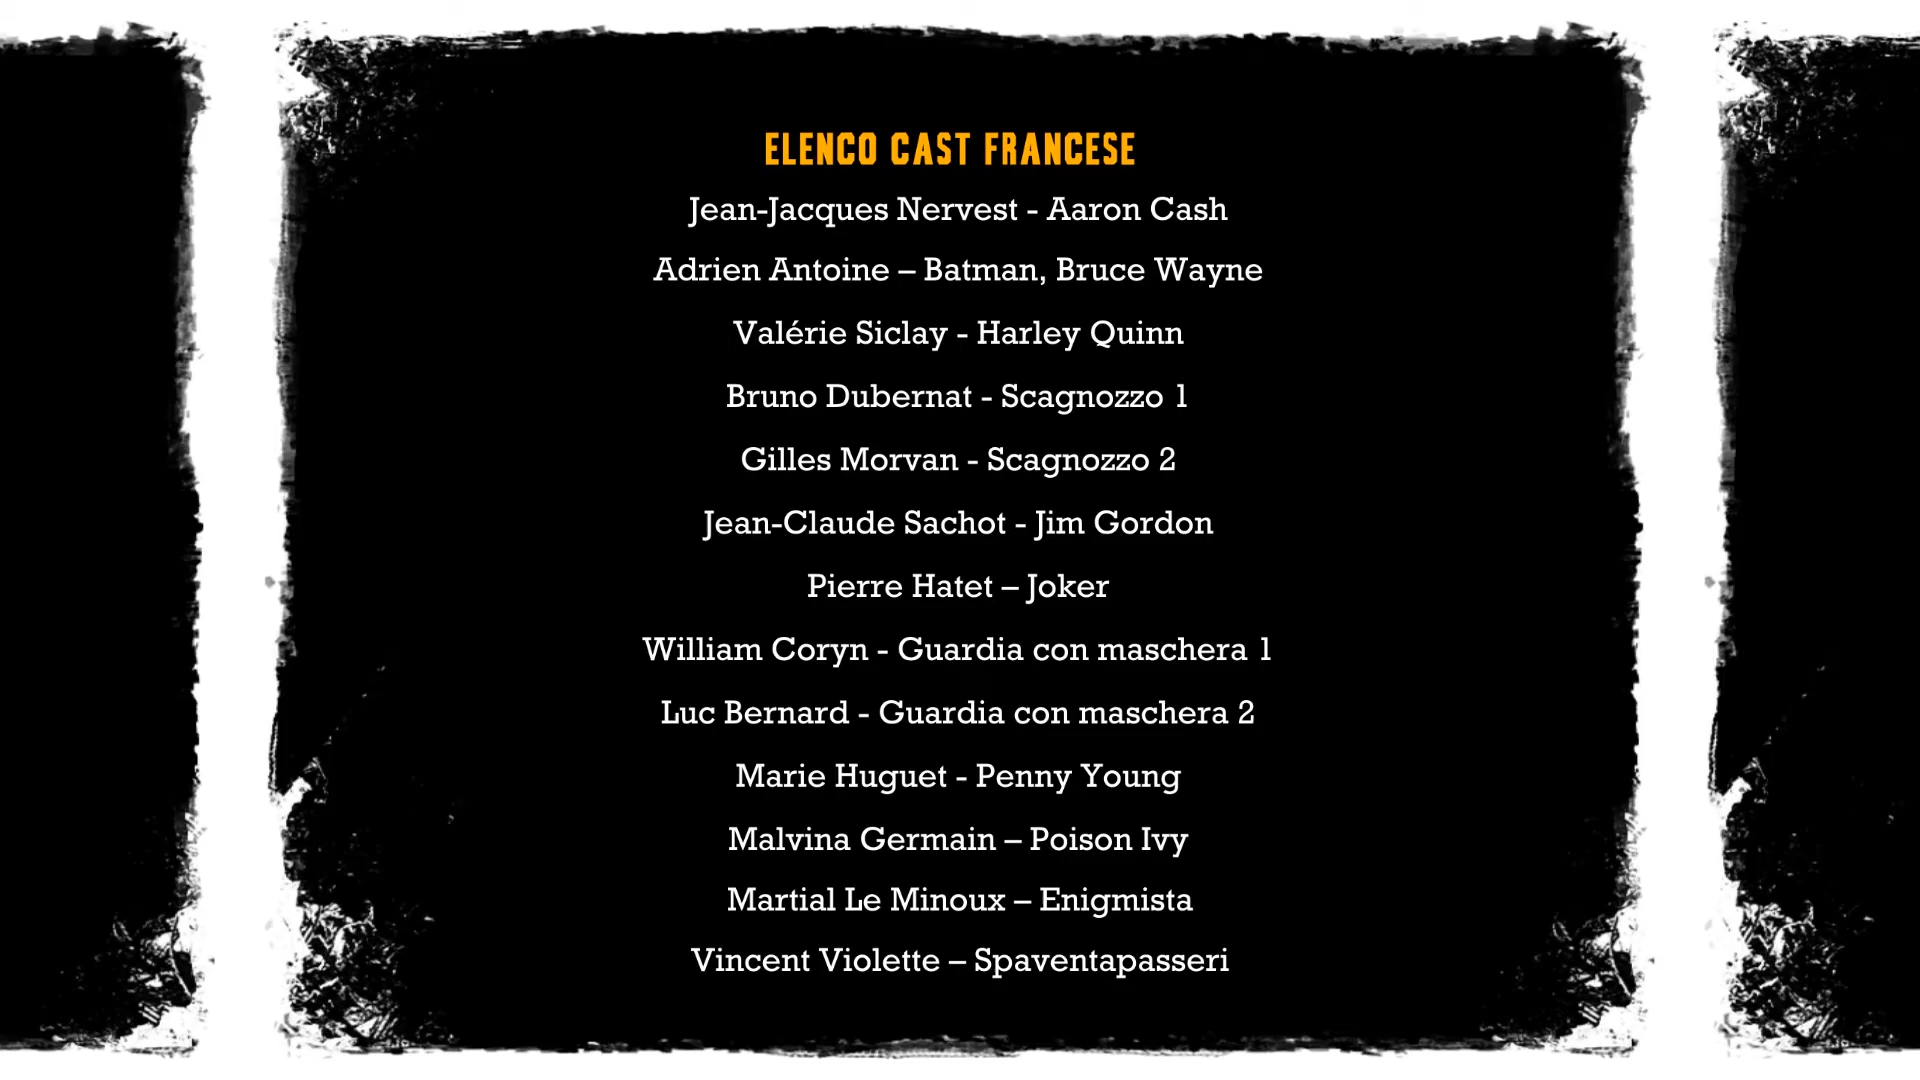 ELENCO CAST FRANCESE
Jean-Jacques Nervest - Aaron Cash
Adrien Antoine – Batman, Bruce Wayne
Valérie Siclay - Harley Quinn
Bruno Dubernat - Scagnozzo 1
Gilles Morvan - Scagnozzo 2
Jean-Claude Sachot - Jim Gordon
Pierre Hatet – Joker
William Coryn - Guardia con maschera 1
Luc Bernard - Guardia con maschera 2
Marie Huguet - Penny Young
Malvina Germain – Poison Ivy
Martial Le Minoux – Enigmista
Vincent Violette – Spaventapasseri